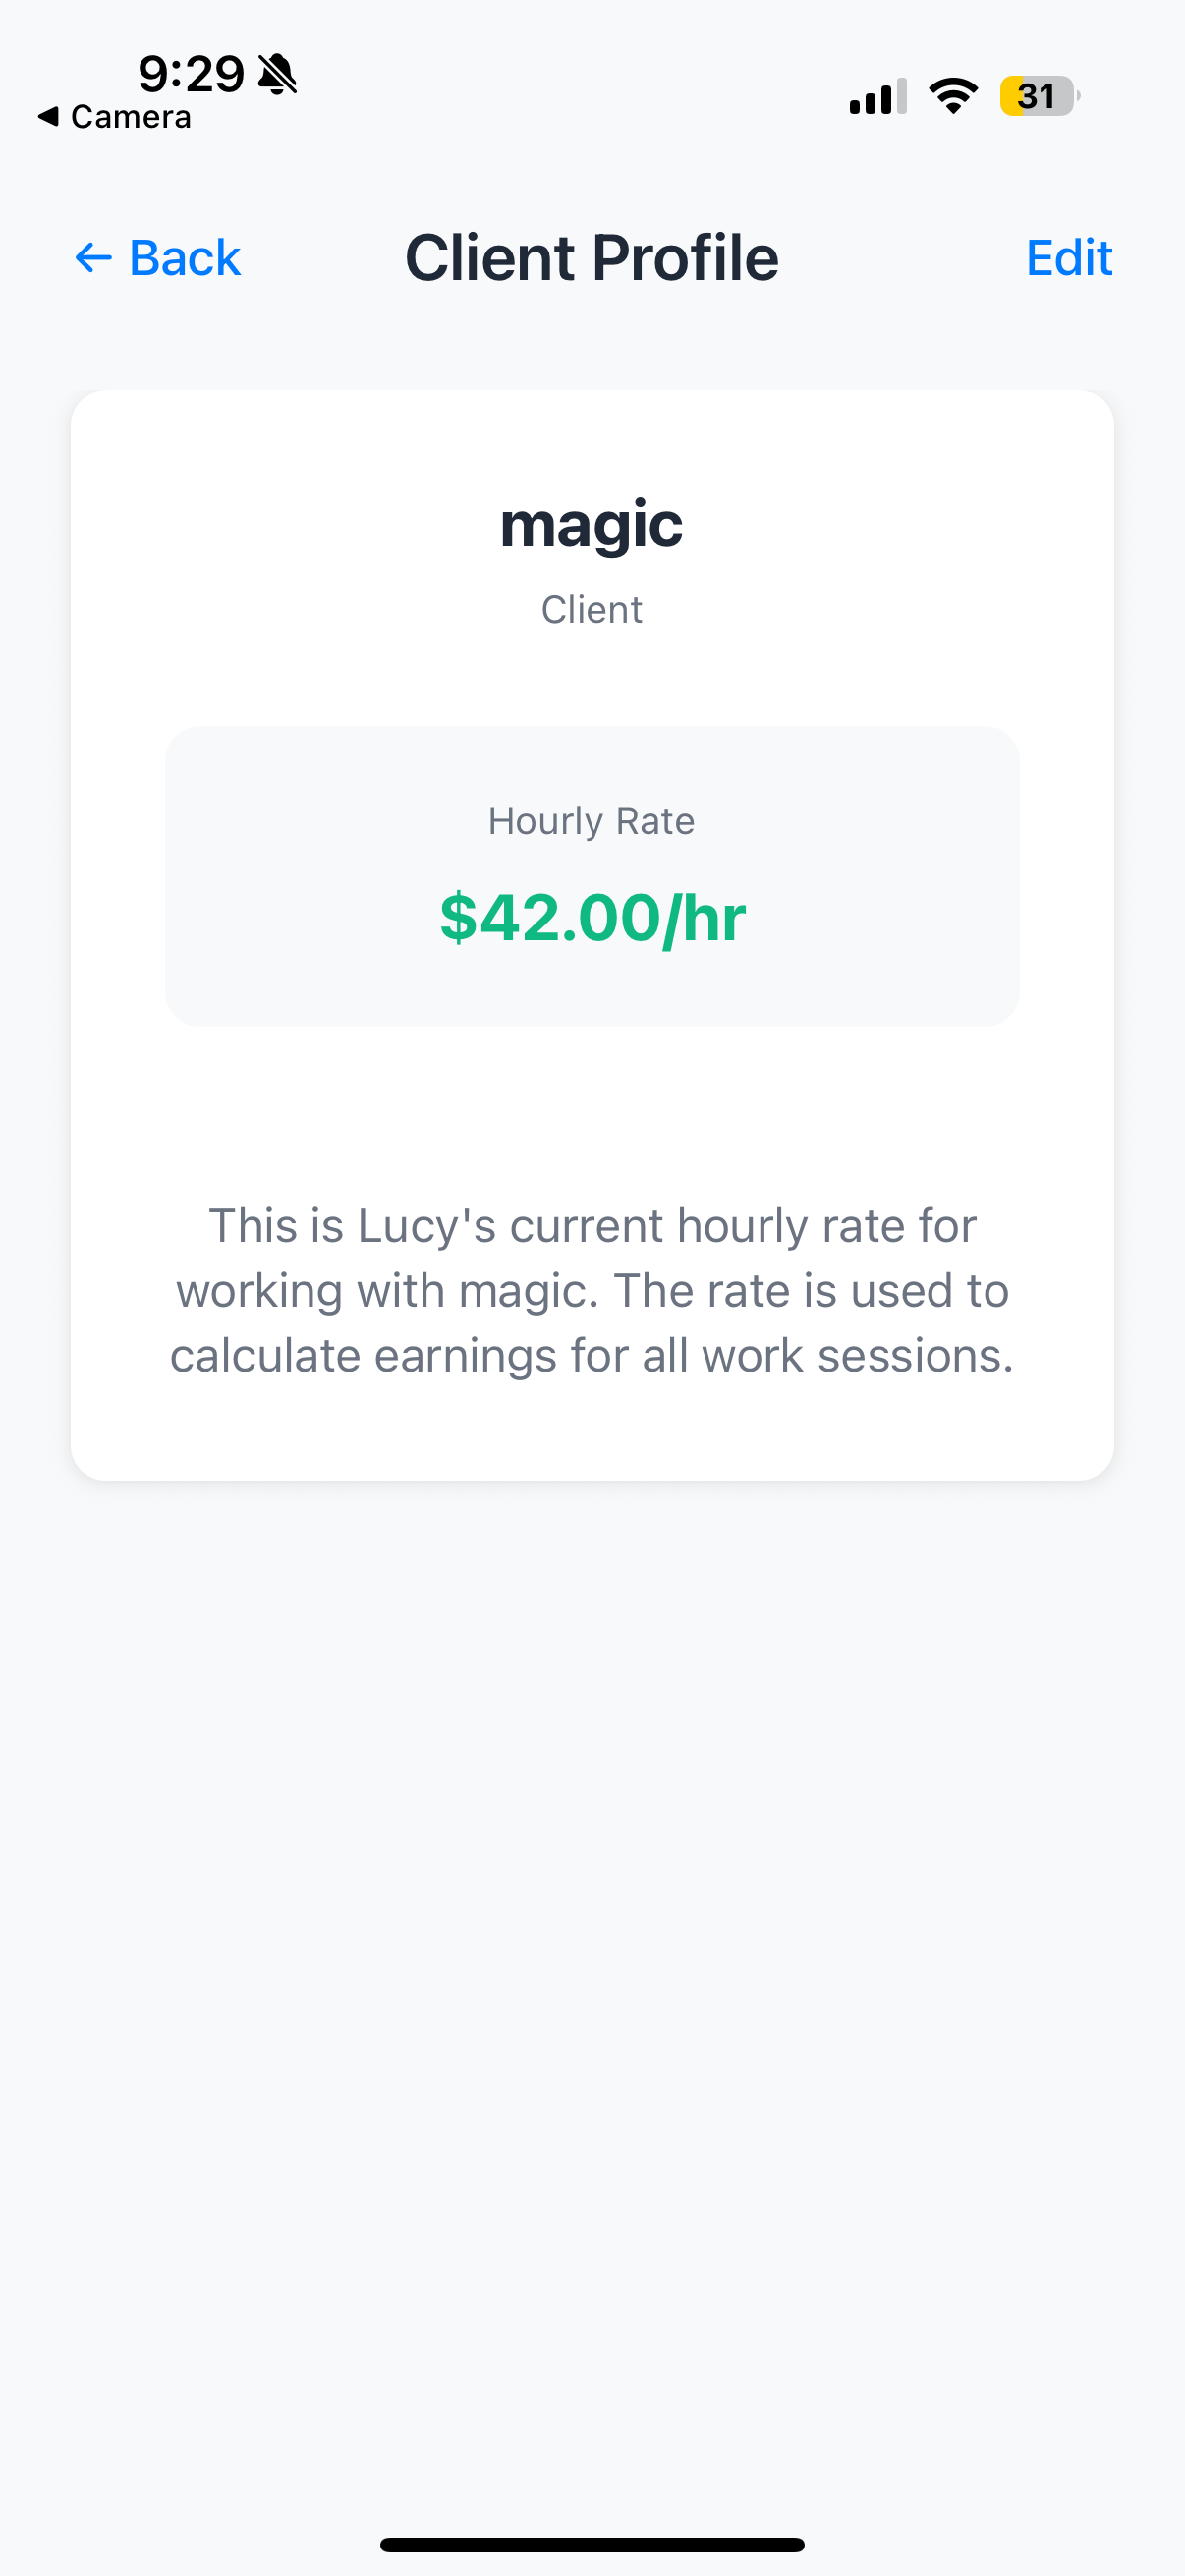 9:29
◀ Camera
31
← Back
Client Profile
Edit
magic
Client
Hourly Rate
$42.00/hr
This is Lucy's current hourly rate for
working with magic. The rate is used to
calculate earnings for all work sessions.